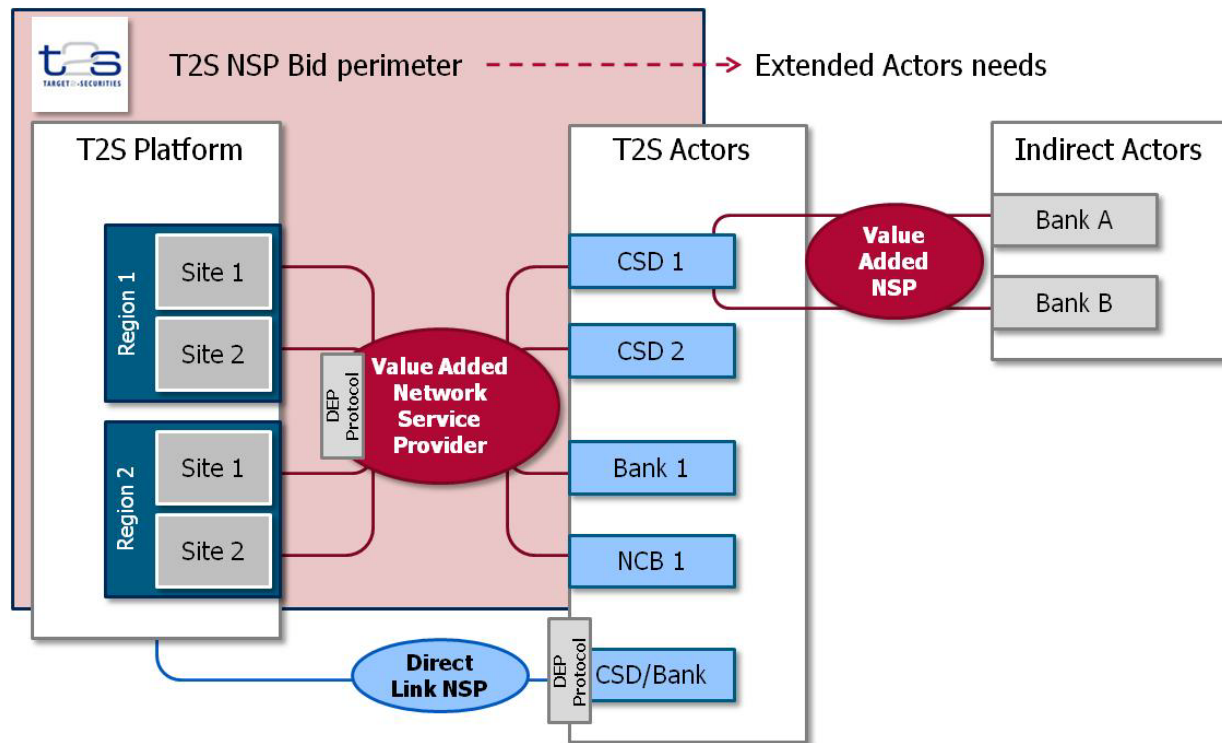 t2s
TARGET2-SECURITIES
T2S NSP Bid perimeter
Extended Actors needs
T2S Platform
T2S Actors
Indirect Actors
Region 1
Site 1
Site 2
Region 2
Site 1
Site 2
DEP
Protocol
Value Added
Network
Service
Provider
CSD 1
CSD 2
Bank 1
NCB 1
Value
Added
NSP
Bank A
Bank B
Direct
Link NSP
DEP
Protocol
CSD/Bank